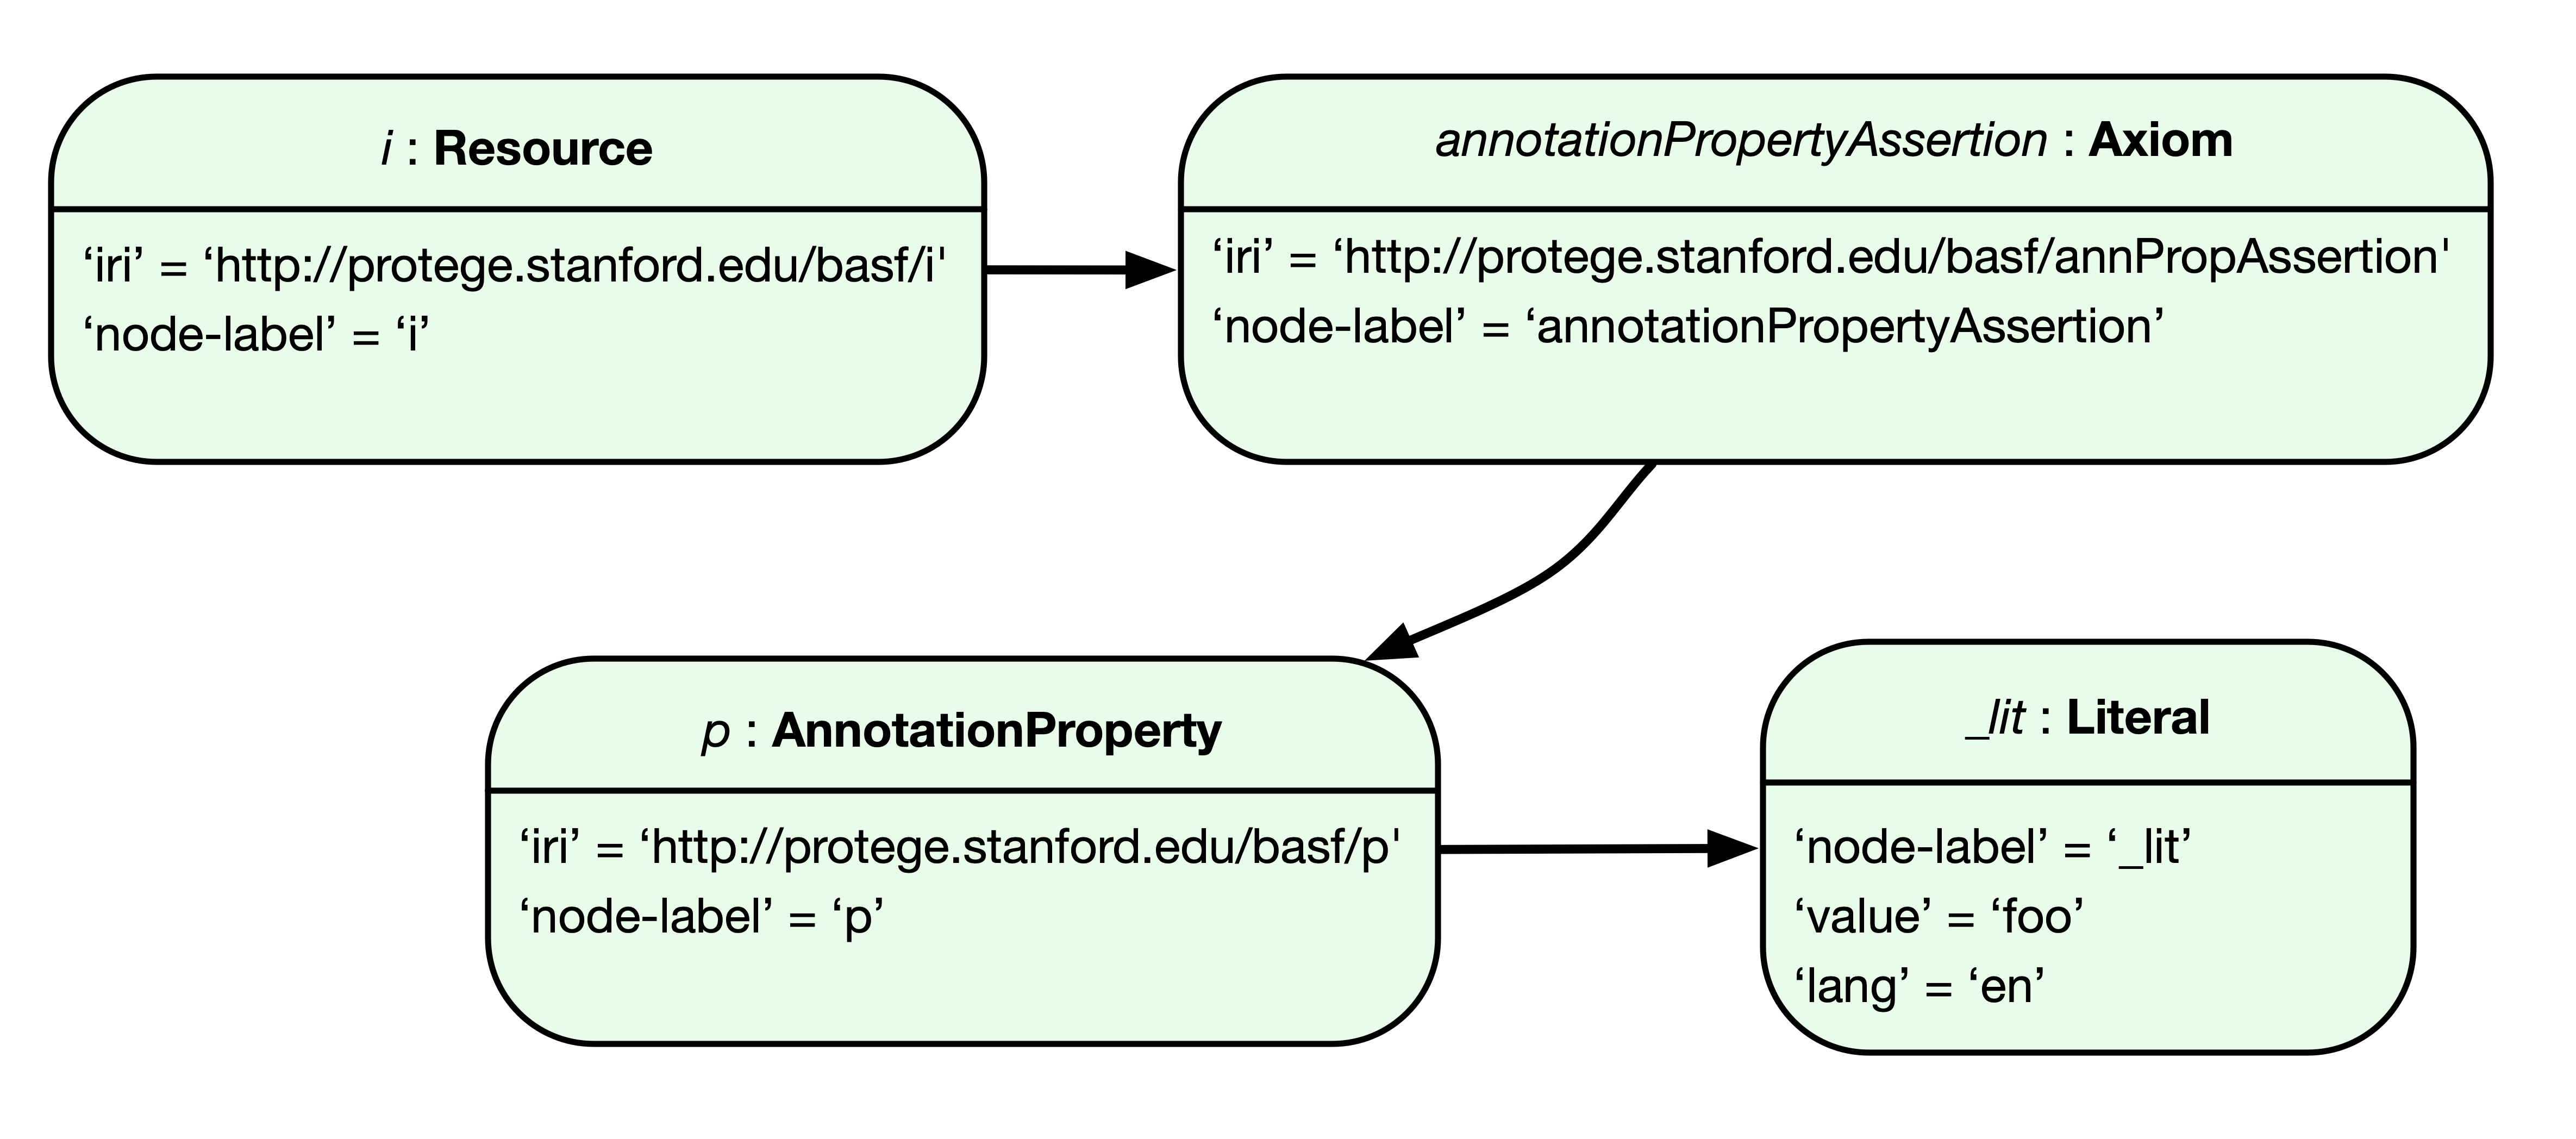 i : Resource
‘iri’ = ‘http://protege.stanford.edu/basf/i'
‘node-label’ = ‘i’
annotationPropertyAssertion : Axiom
‘iri’ = ‘http://protege.stanford.edu/basf/annPropAssertion'
‘node-label’ = ‘annotationPropertyAssertion’
p : AnnotationProperty
‘iri’ = ‘http://protege.stanford.edu/basf/p'
‘node-label’ = ‘p’
_lit : Literal
‘node-label’ = ‘_lit’
‘value’ = ‘foo’
‘lang’ = ‘en’